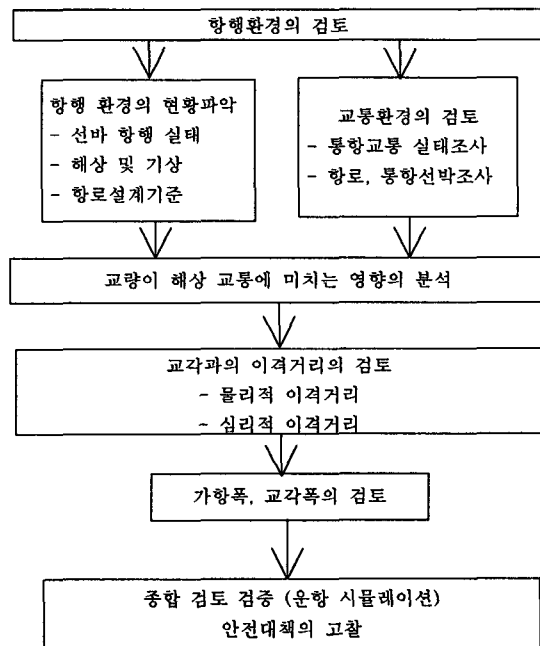 항행환경의 검토
항행 환경의 현황파악
- 선바 항행 실태
- 해상 및 기상
- 항로설계기준
교통환경의 검토
- 통항교통 실태조사
- 항로, 통항선박조사
교량이 해상 교통에 미치는 영향의 분석
교각과의 이격거리의 검토
- 물리적 이격거리
- 심리적 이격거리
가항폭, 교각폭의 검토
종합 검토 검증 (운항 시뮬레이션)
안전대책의 고찰